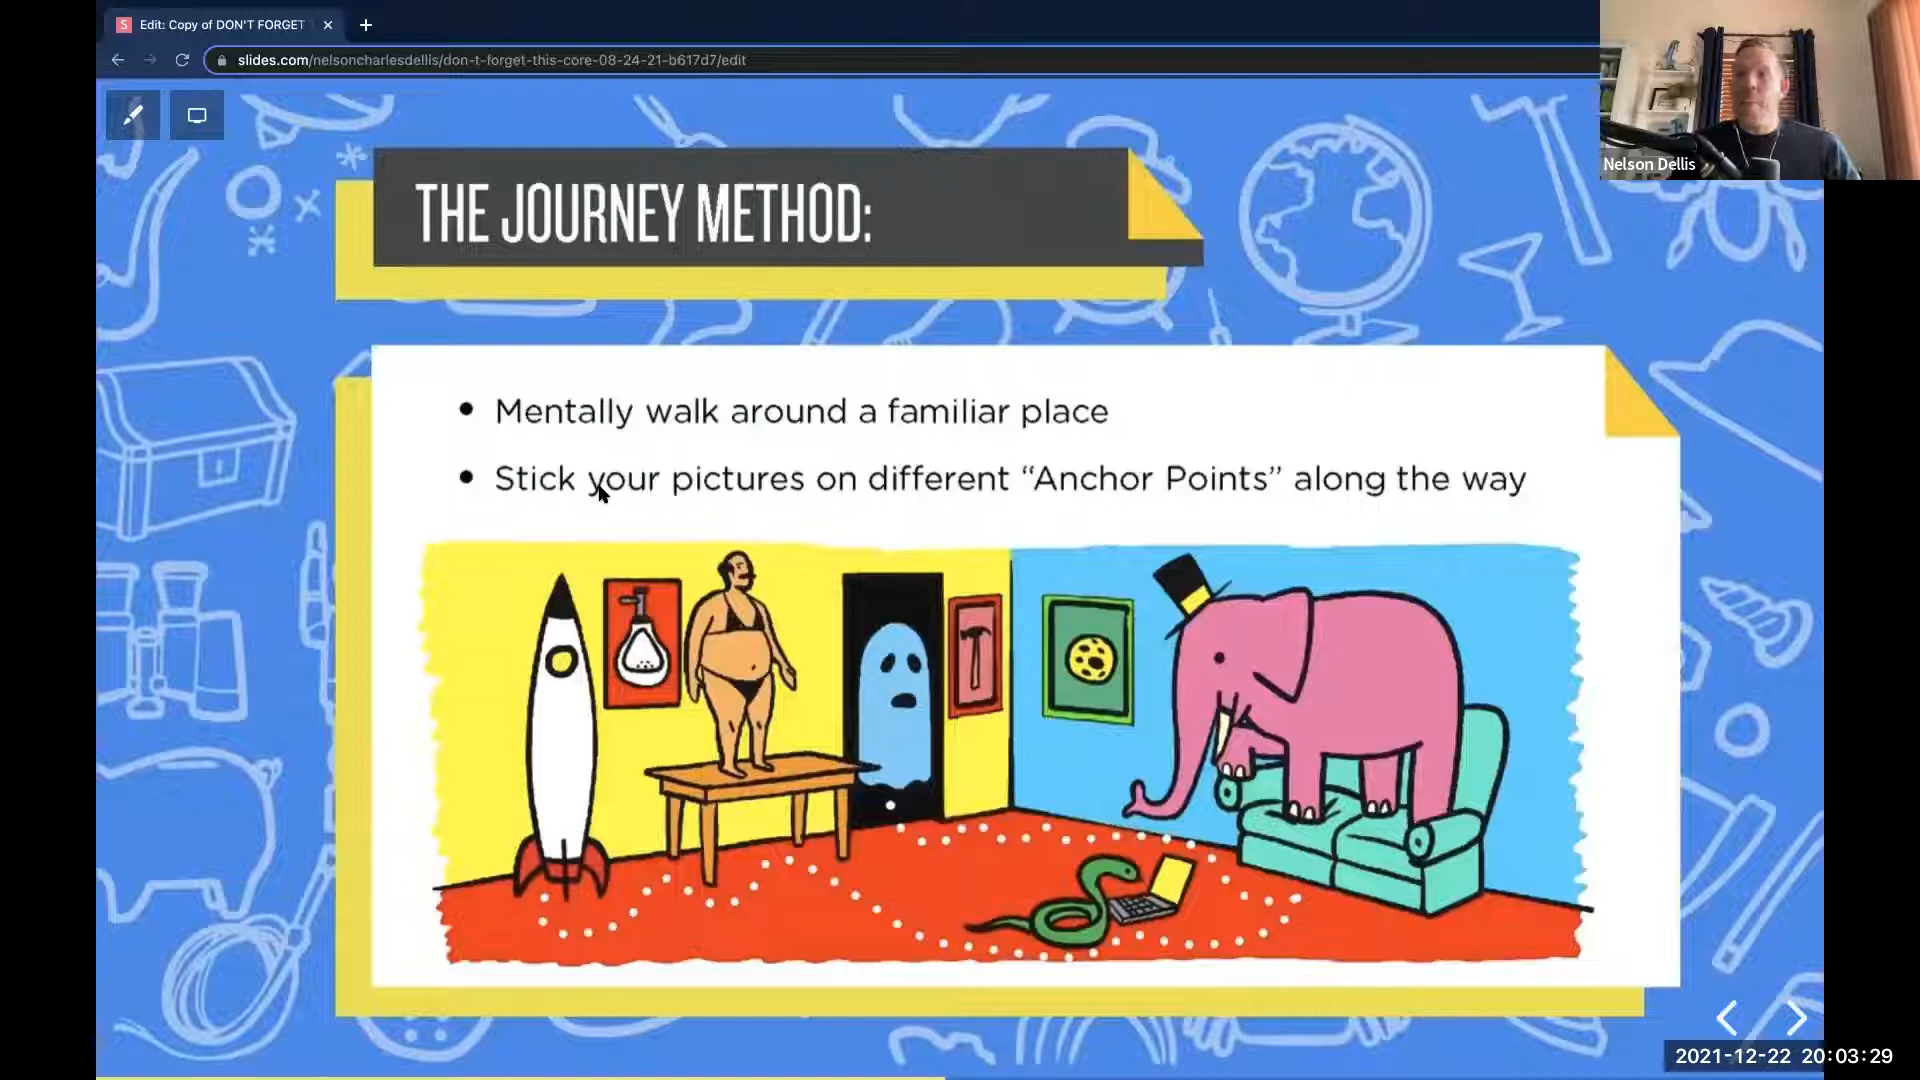 Edit: Copy of DON'T FORGET
slides.com/nelsoncharlesdellis/don-t-forget-this-core-08-24-21-b617d7/edit
Nelson Dellis
THE JOURNEY METHOD:
• Mentally walk around a familiar place
• Stick your pictures on different “Anchor Points” along the way
2021-12-22 20:03:29